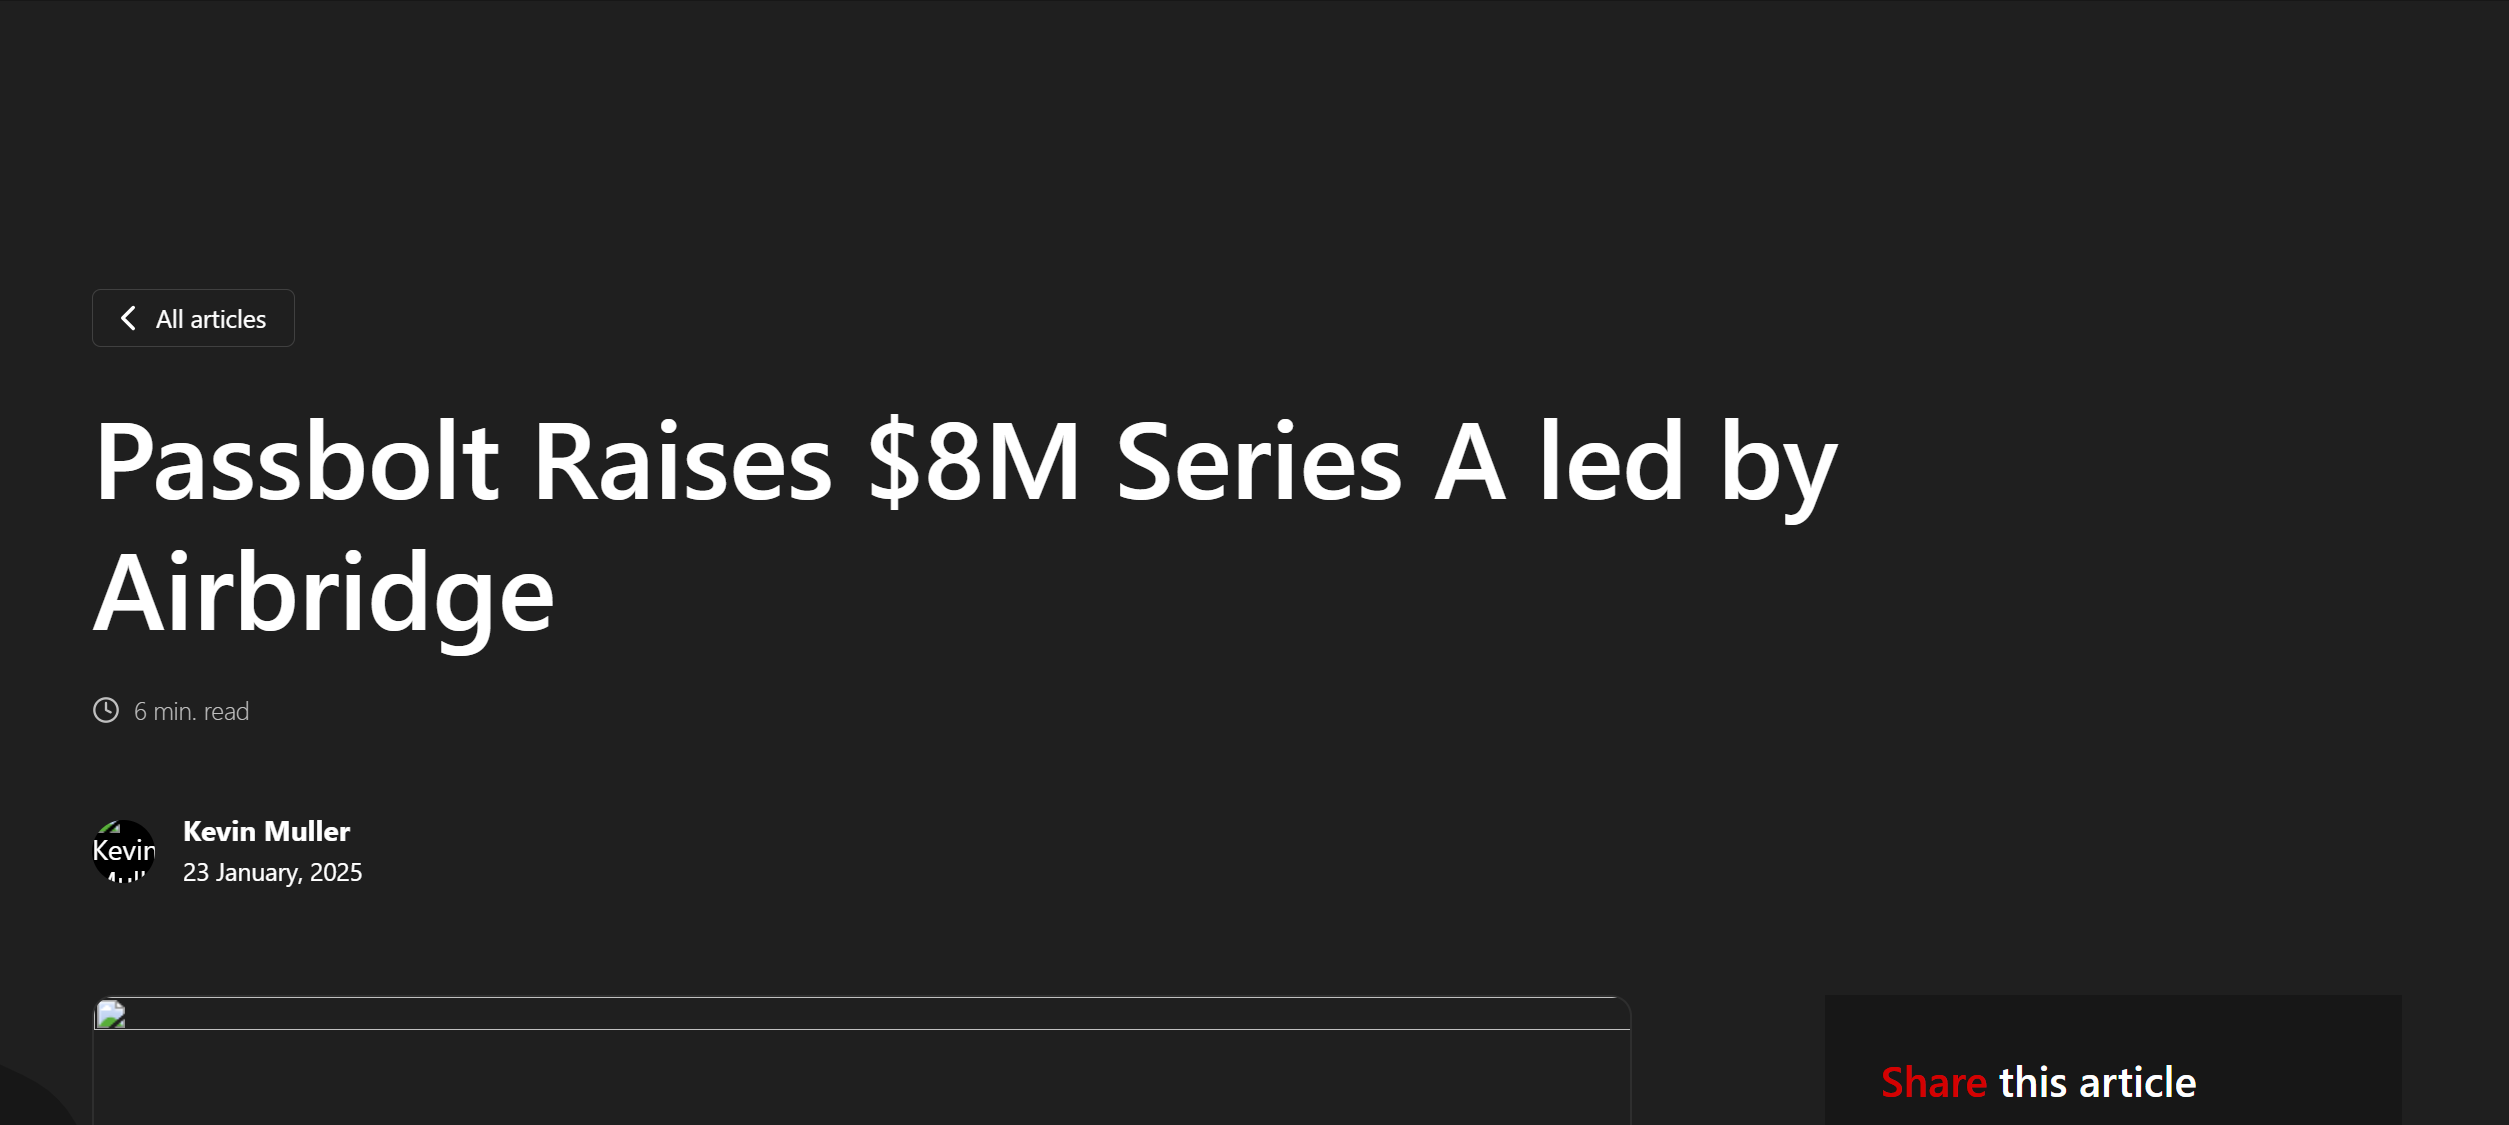 All articles
Passbolt Raises $8M Series A led by
Airbridge
6 min. read
Kevin
Kevin Muller
23 January, 2025
Share this article